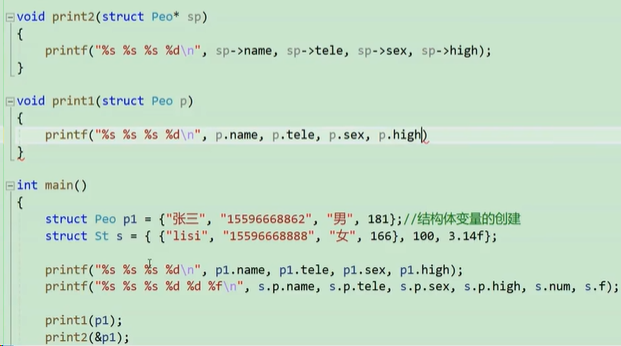 void print2(struct Peo* sp)
{
printf("%s %s %s %d\n", sp->name, sp->tele, sp->sex, sp->high);
}
void print1(struct Peo p)
{
printf("%s %s %s %d\n", p.name, p.tele, p.sex, p.high)
}
int main()
{
struct Peo p1 = {"张三", "15596668862", "男", 181};//结构体变量的创建
struct St s = { {"lisi", "15596668888", "女", 166}, 100, 3.14f};
printf("%s %s %s %d\n", p1.name, p1.tele, p1.sex, p1.high);
printf("%s %s %s %d %d %f\n", s.p.name, s.p.tele, s.p.sex, s.p.high, s.num, s.f);
print1(p1);
print2(&p1);